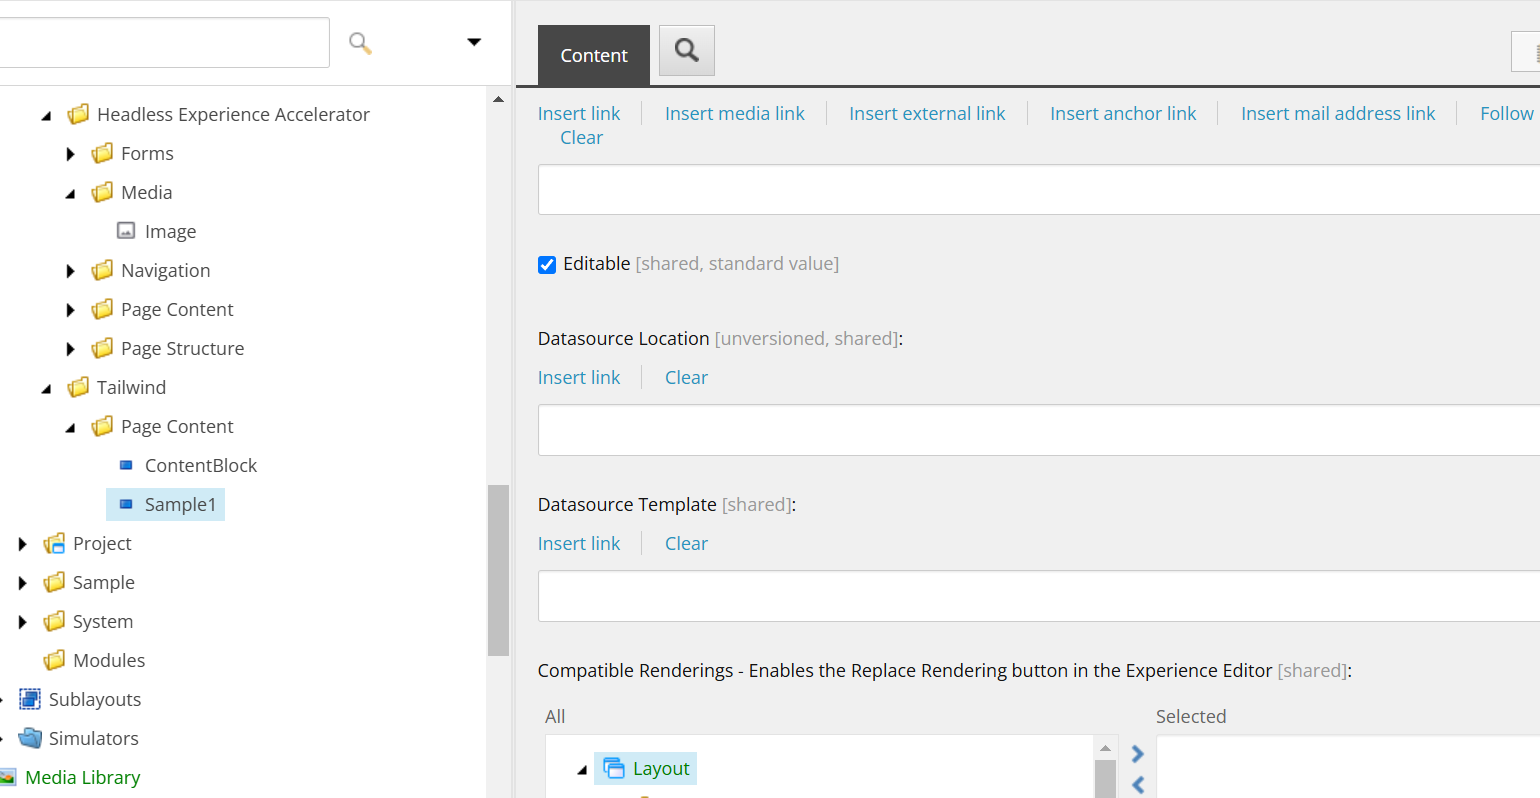 Headless Experience Accelerator
Forms
Media
Image
Navigation
Page Content
Page Structure
Tailwind
Page Content
ContentBlock
Sample1
Project
Sample
System
Modules
Sublayouts
Simulators
Media Library
Content
Insert link Insert media link Insert external link Insert anchor link Insert mail address link Follow
Clear
Editable [shared, standard value]
Datasource Location [unversioned, shared]:
Insert link Clear
Datasource Template [shared]:
Insert link Clear
Compatible Renderings - Enables the Replace Rendering button in the Experience Editor [shared]:
All Selected
Layout